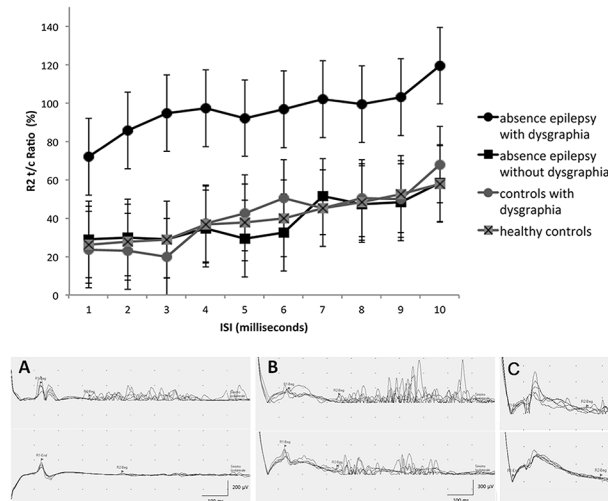 140
120
100
80
60
40
20
0
R2 t/c Ratio (%)
1 2 3 4 5 6 7 8 9 10
ISI (milliseconds)
absence epilepsy
with dysgraphia
absence epilepsy
without dysgraphia
controls with
dysgraphia
healthy controls
A
B
C
200 µV
300 µV